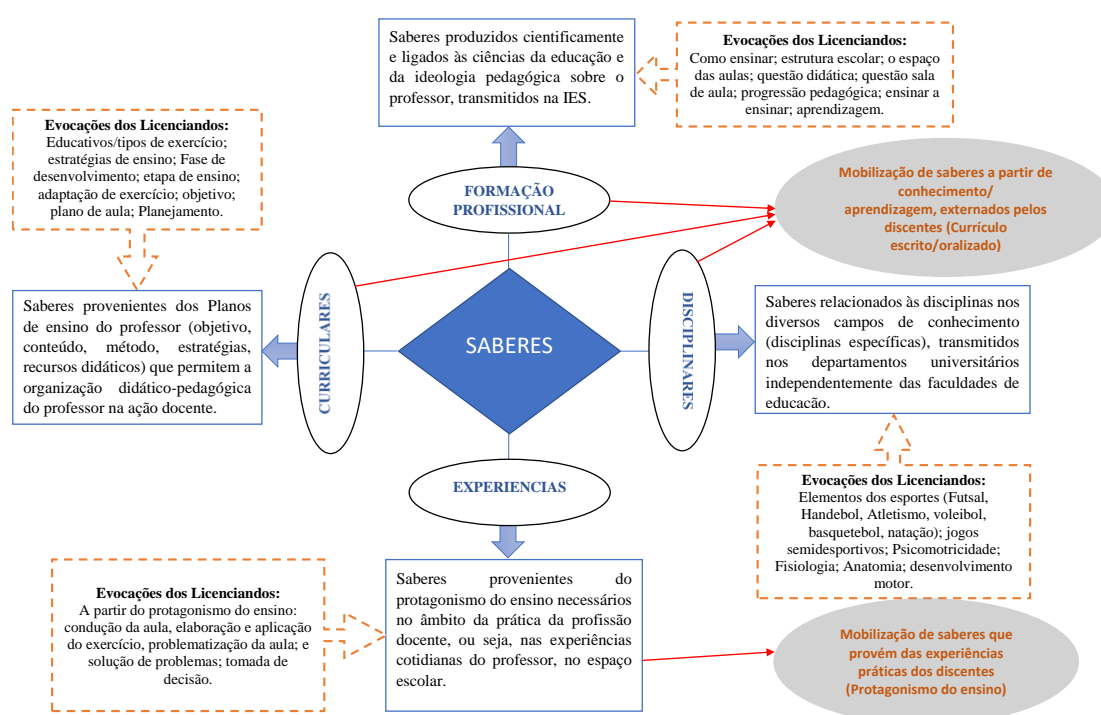 Saberes produzidos cientificamente
e ligados às ciências da educação e
da ideologia pedagógica sobre o
professor, transmitidos na IES.
Evocações dos Licenciandos:
Como ensinar; estrutura escolar; o espaço
das aulas; questão didática; questão sala
de aula; progressão pedagógica; ensinar a
ensinar; aprendizagem.
Evocações dos Licenciandos:
Educativos/tipos de exercício;
estratégias de ensino; Fase de
desenvolvimento; etapa de ensino;
adaptação de exercício; objetivo;
plano de aula; Planejamento.
FORMAÇÃO
PROFISSIONAL
Mobilização de saberes a partir de
conhecimento/
aprendizagem, externados pelos
discentes (Currículo
escrito/oralizado)
Saberes provenientes dos Planos
de ensino do professor (objetivo,
conteúdo, método, estratégias,
recursos didáticos) que permitem a
organização didático-pedagógica
do professor na ação docente.
CURRICULARES
SABERES
DISCIPLINARES
Saberes relacionados às disciplinas nos
diversos campos de conhecimento
(disciplinas específicas), transmitidos
nos departamentos universitários
independentemente das faculdades de
educacão.
EXPERIENCIAS
Evocações dos Licenciandos:
Elementos dos esportes (Futsal,
Handebol, Atletismo, voleibol,
basquetebol, natação); jogos
semidesportivos; Psicomotricidade;
Fisiologia; Anatomia; desenvolvimento
motor.
Evocações dos Licenciandos:
A partir do protagonismo do ensino:
condução da aula, elaboração e aplicação
do exercício, problematização da aula; e
solução de problemas; tomada de
decisão.
Saberes provenientes do
protagonismo do ensino necessários
no âmbito da prática da profissão
docente, ou seja, nas experiências
cotidianas do professor, no espaço
escolar.
Mobilização de saberes que
provém das experiências
práticas dos discentes
(Protagonismo do ensino)